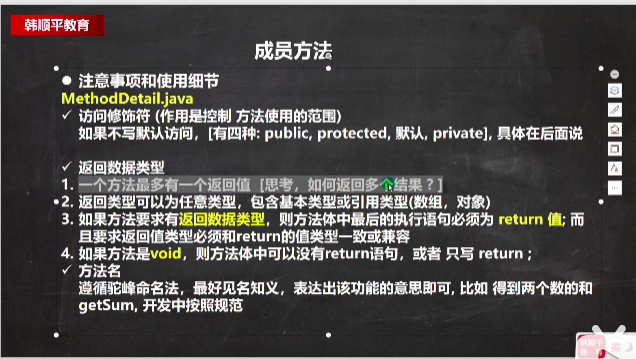 韩顺平教育
成员方法
● 注意事项和使用细节
MethodDetail.java
✓ 访问修饰符 (作用是控制 方法使用的范围)
如果不写默认访问，[有四种: public, protected, 默认, private], 具体在后面说
✓ 返回数据类型
1. 一个方法最多有一个返回值 [思考，如何返回多个结果？]
2. 返回类型可以为任意类型，包含基本类型或引用类型(数组，对象)
3. 如果方法要求有返回数据类型，则方法体中最后的执行语句必须为 return 值; 而
且要求返回值类型必须和return的值类型一致或兼容
4. 如果方法是void，则方法体中可以没有return语句，或者 只写 return ;
✓ 方法名
遵循驼峰命名法，最好见名知义，表达出该功能的意思即可, 比如 得到两个数的和
getSum, 开发中按照规范
英